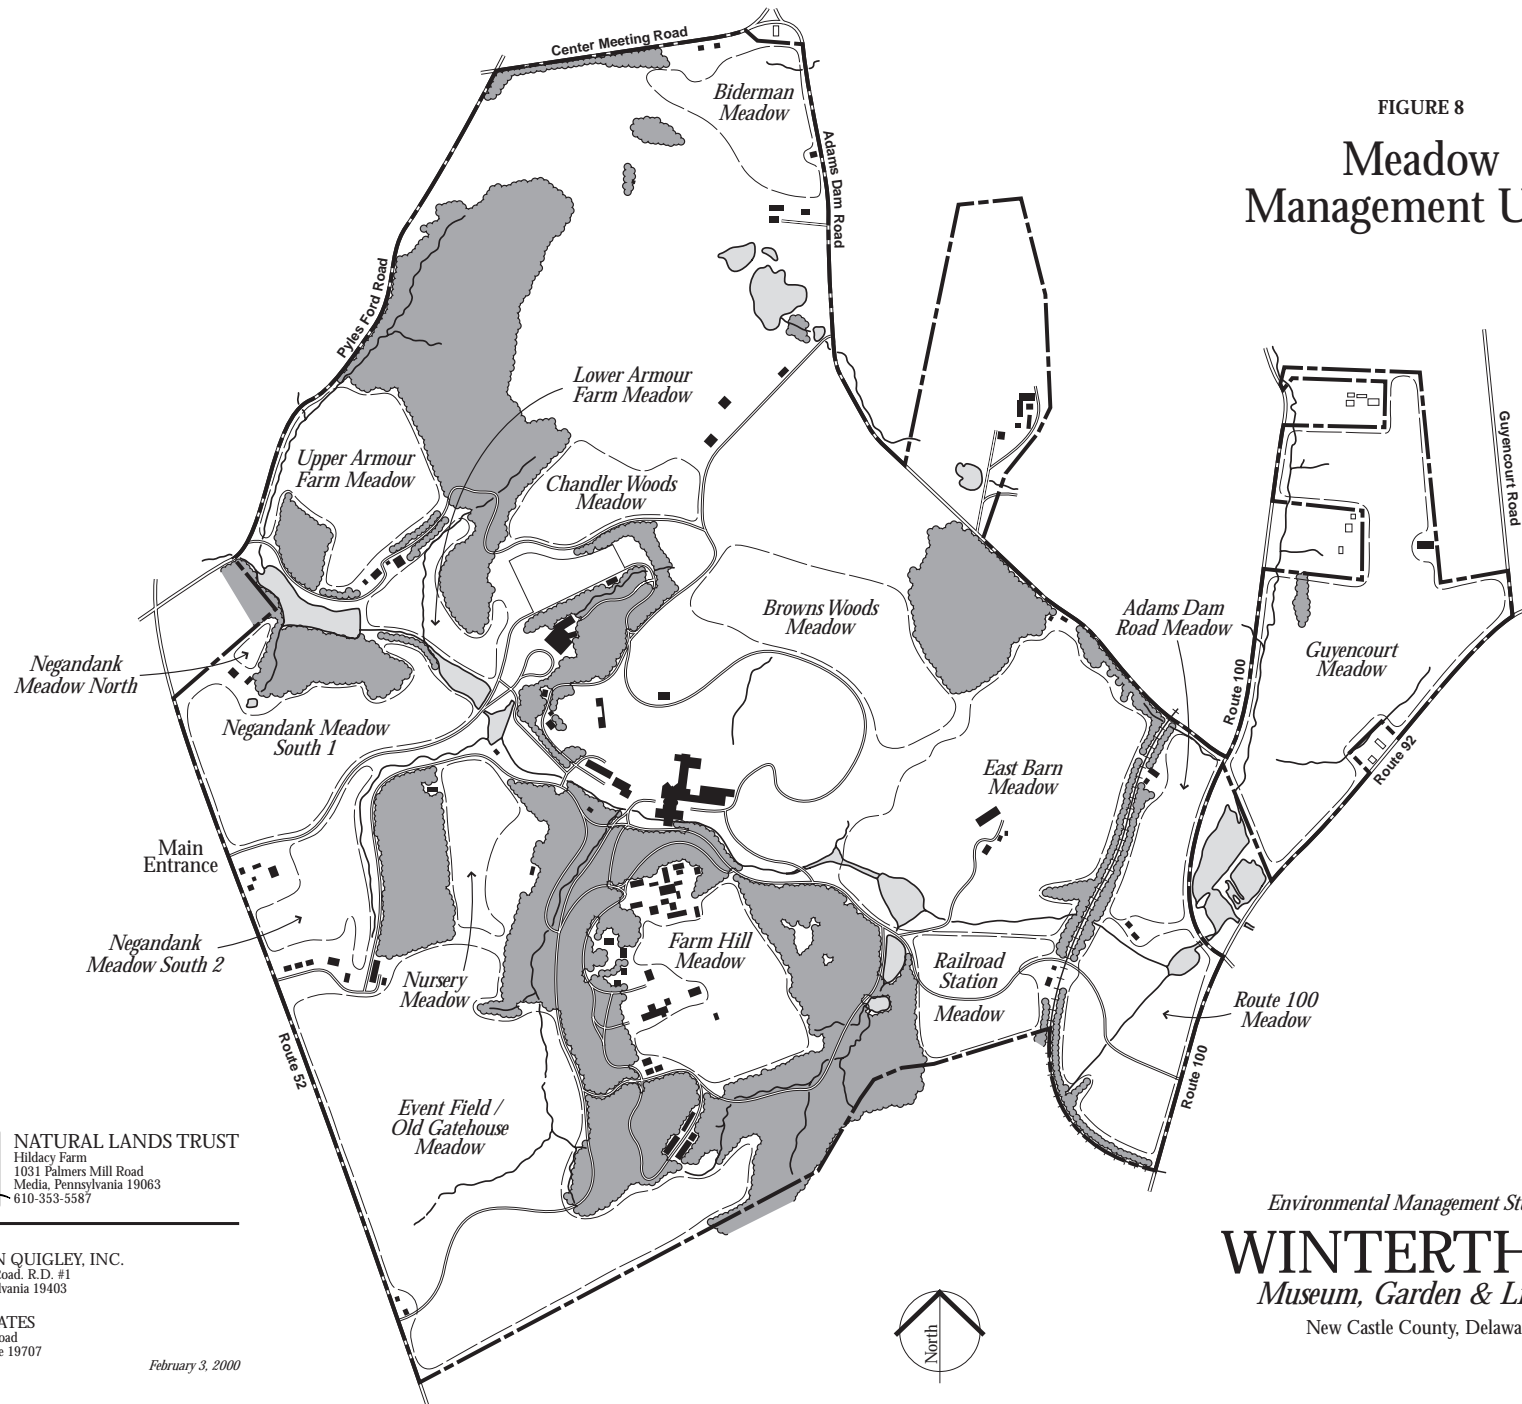 FIGURE 8
Meadow
Management U
Center Meeting Road
Biderman
Meadow
Adams Dam Road
Pyles Ford Road
Lower Armour
Farm Meadow
Upper Armour
Farm Meadow
Chandler Woods
Meadow
Guyencourt Road
Browns Woods
Meadow
Adams Dam
Road Meadow
Guyencourt
Meadow
Negandank
Meadow North
Route 100
Negandank Meadow
South 1
Route 92
East Barn
Meadow
Main
Entrance
Negandank
Meadow South 2
Nursery
Meadow
Farm Hill
Meadow
Railroad
Station
Meadow
Route 100
Meadow
Route 52
Route 100
Event Field /
Old Gatehouse
Meadow
NATURAL LANDS TRUST
Hildacy Farm
1031 Palmers Mill Road
Media, Pennsylvania 19063
610-353-5587
N QUIGLEY, INC.
Road. R.D. #1
lvania 19403
ATES
oad
e 19707
February 3, 2000
North
Environmental Management St
WINTERTH
Museum, Garden & Li
New Castle County, Delawa